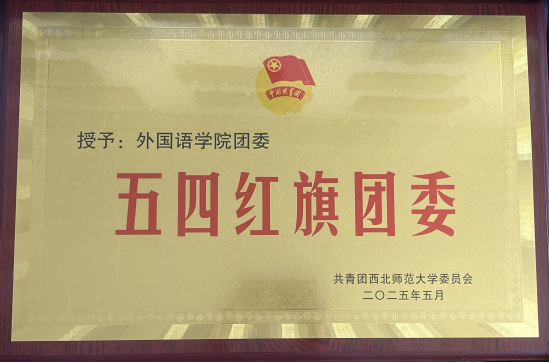 中国共青团
授予：外国语学院团委
五四红旗团委
共青团西北师范大学委员会
二〇二五年五月